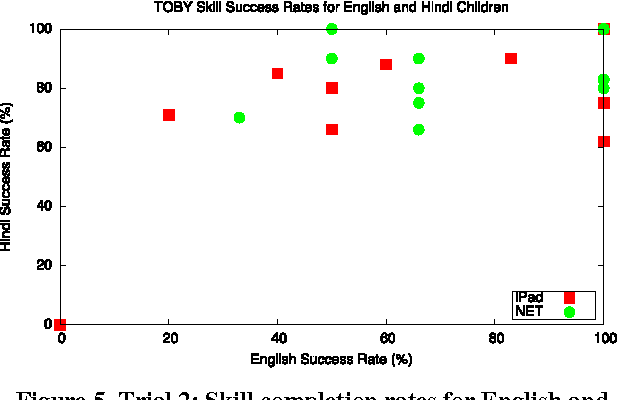 TOBY Skill Success Rates for English and Hindi Children
100
80
60
40
20
0
Hindi Success Rate (%)
0 20 40 60 80 100
English Success Rate (%)
iPad
NET
Figure 5. Trial 2: Skill completion rates for English and